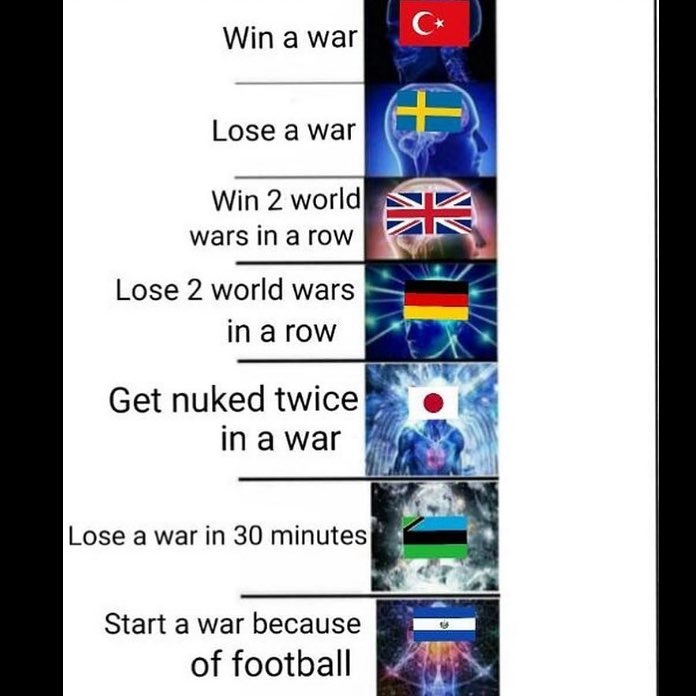 Win a war
Lose a war
Win 2 world
wars in a row
Lose 2 world wars
in a row
Get nuked twice
in a war
Lose a war in 30 minutes
Start a war because
of football